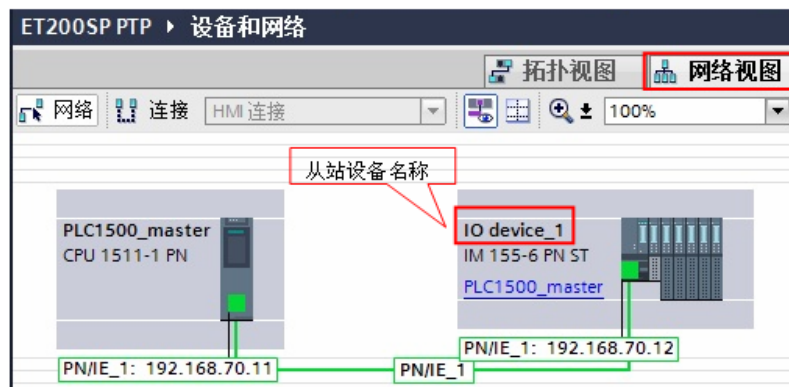 ET200SP PTP ▸ 设备和网络
拓扑视图 网络视图
网络 连接 HMI 连接 100%
从站设备名称
PLC1500_master
CPU 1511-1 PN
IO device_1
IM 155-6 PN ST
PLC1500_master
PN/IE_1: 192.168.70.12
PN/IE_1: 192.168.70.11
PN/IE_1